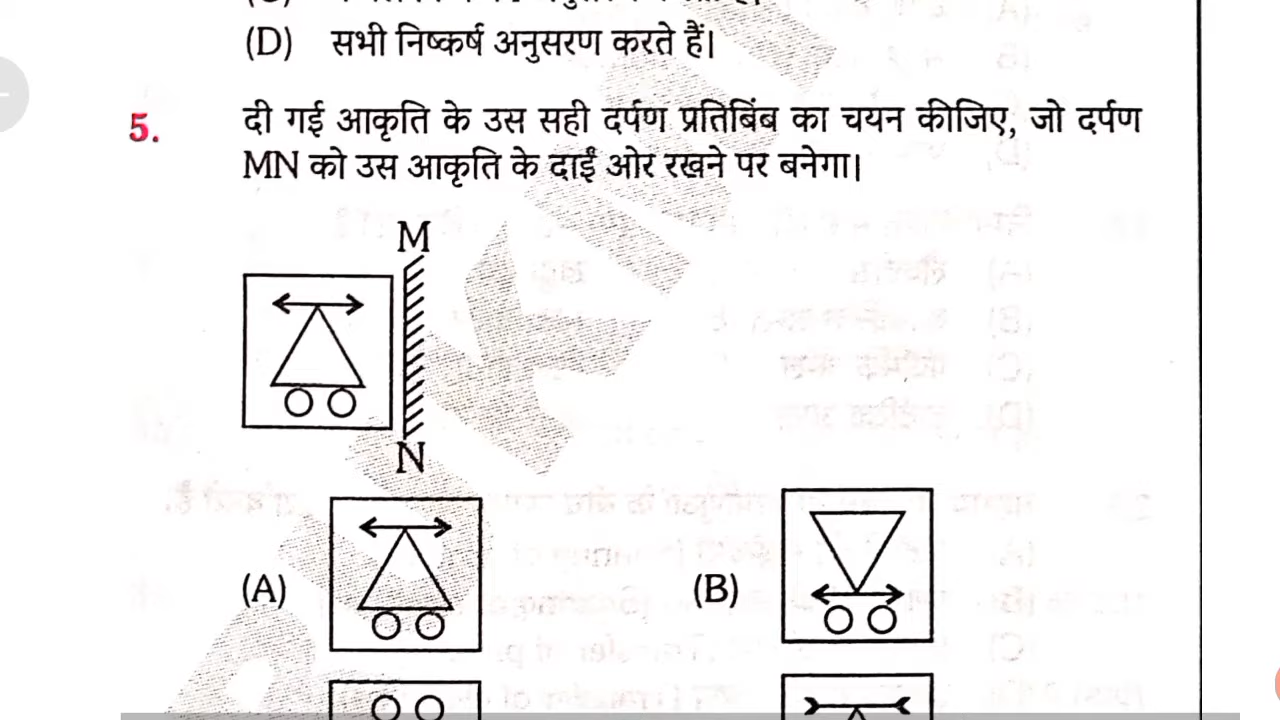 (D) सभी निष्कर्ष अनुसरण करते हैं।
5. दी गई आकृति के उस सही दर्पण प्रतिबिंब का चयन कीजिए, जो दर्पण
MN को उस आकृति के दाईं ओर रखने पर बनेगा।
M
N
(A)
(B)